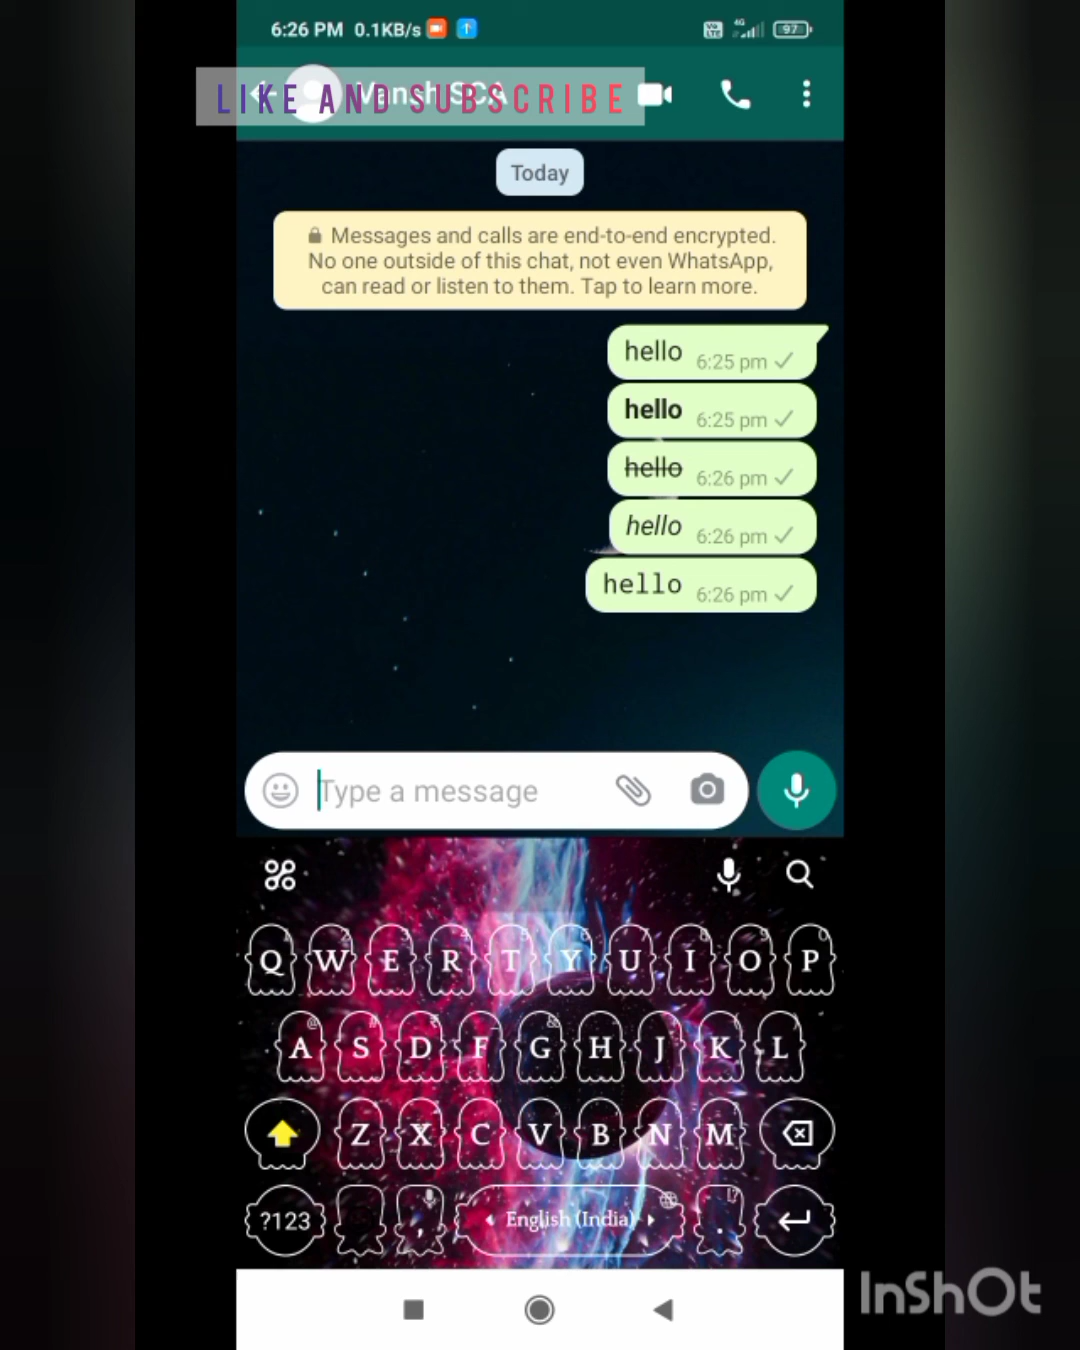 6:26 PM 0.1KB/s 4G 97
LIKE AND SUBSCRIBE
Vansh SCA
Today
Messages and calls are end-to-end encrypted.
No one outside of this chat, not even WhatsApp,
can read or listen to them. Tap to learn more.
hello 6:25 pm
hello 6:25 pm
hello 6:26 pm
hello 6:26 pm
hello 6:26 pm
Type a message
Q W E R T Y U I O P
A S D F G H J K L
Z X C V B N M
?123 , English (India) .
InShOt